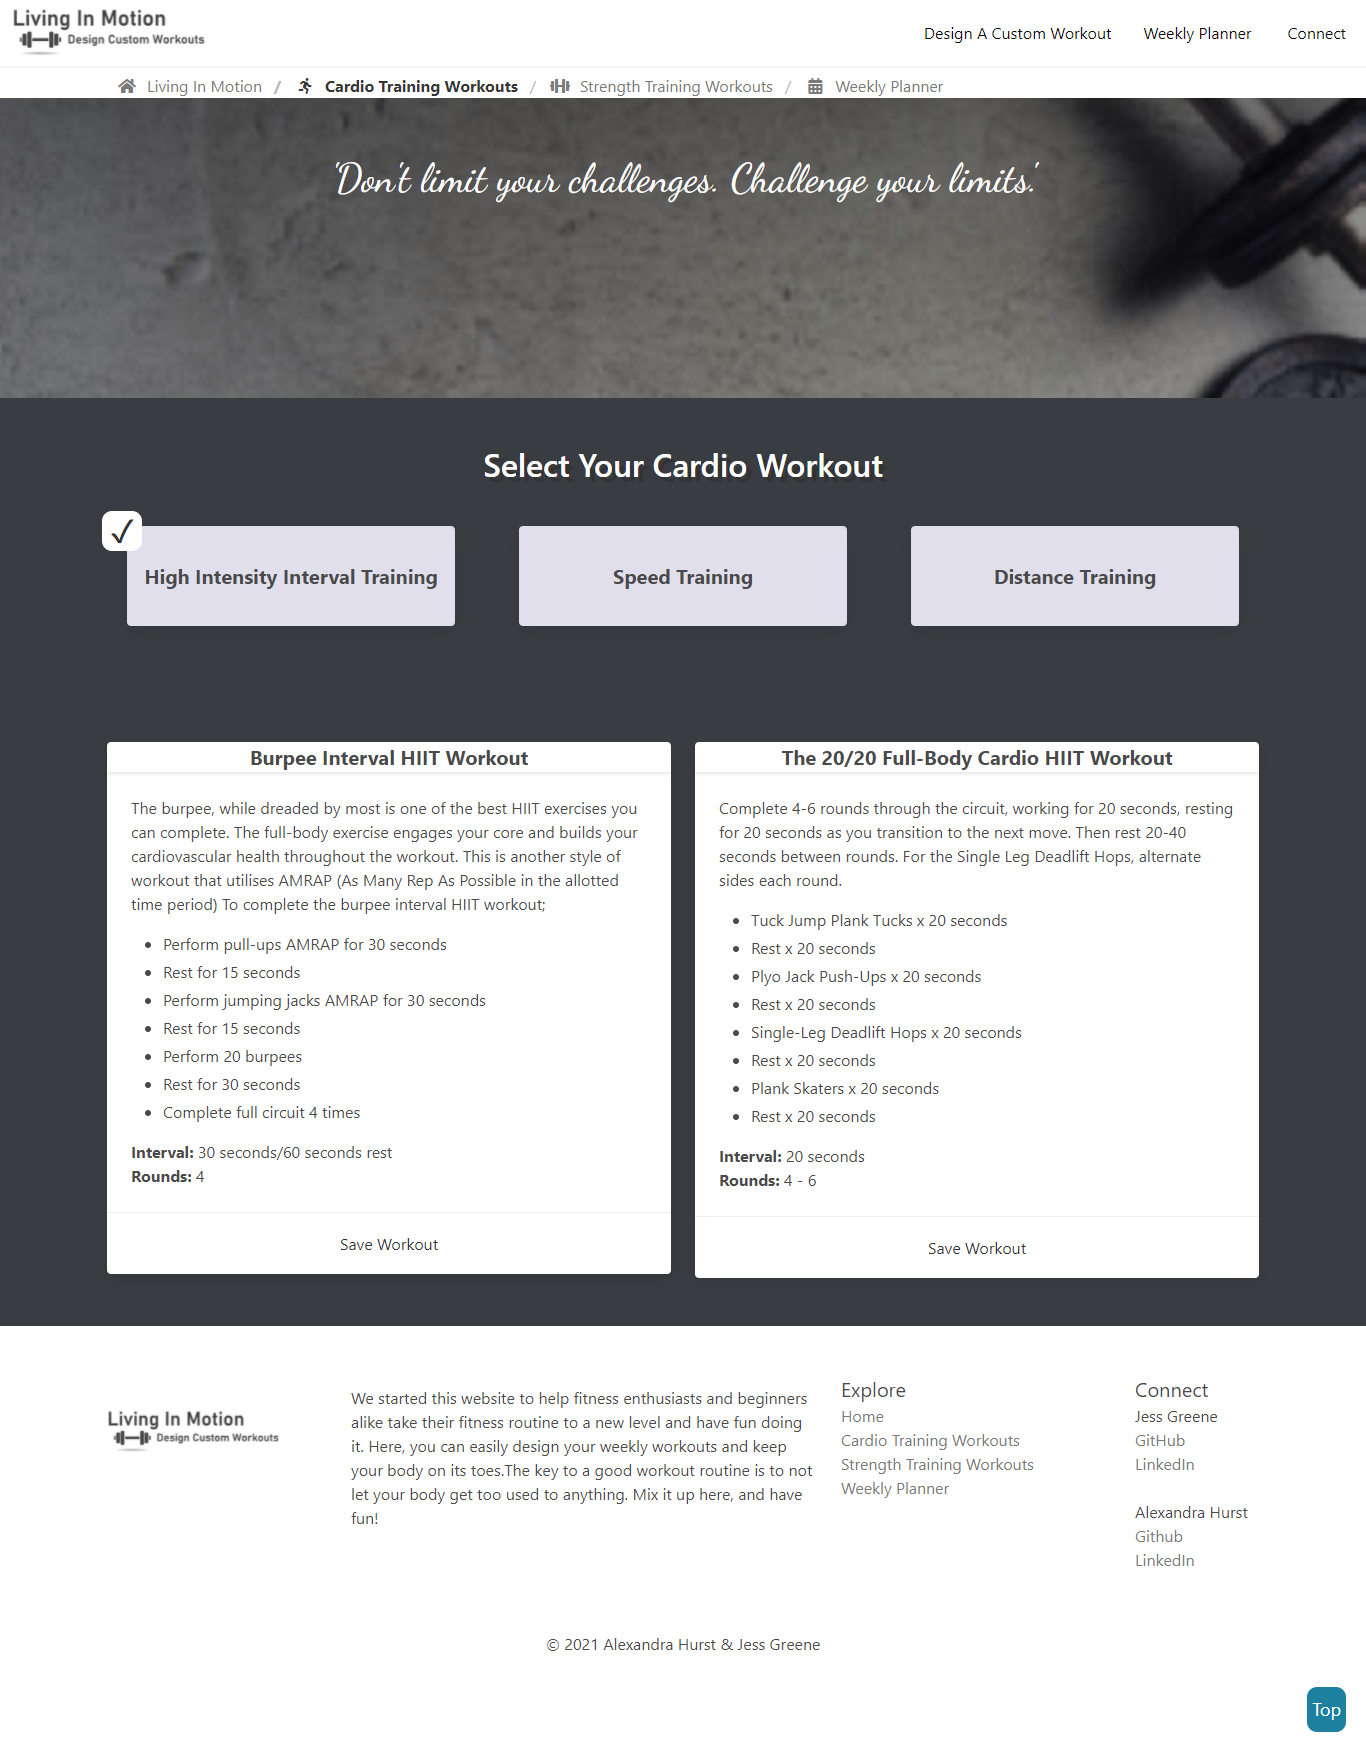 Living In Motion
Design Custom Workouts
Design A Custom Workout
Weekly Planner
Connect
Living In Motion / Cardio Training Workouts / Strength Training Workouts / Weekly Planner
'Don't limit your challenges. Challenge your limits.'
Select Your Cardio Workout
✓
High Intensity Interval Training
Speed Training
Distance Training
Burpee Interval HIIT Workout
The burpee, while dreaded by most is one of the best HIIT exercises you
can complete. The full-body exercise engages your core and builds your
cardiovascular health throughout the workout. This is another style of
workout that utilises AMRAP (As Many Rep As Possible in the allotted
time period) To complete the burpee interval HIIT workout;
• Perform pull-ups AMRAP for 30 seconds
• Rest for 15 seconds
• Perform jumping jacks AMRAP for 30 seconds
• Rest for 15 seconds
• Perform 20 burpees
• Rest for 30 seconds
• Complete full circuit 4 times
Interval: 30 seconds/60 seconds rest
Rounds: 4
Save Workout
The 20/20 Full-Body Cardio HIIT Workout
Complete 4-6 rounds through the circuit, working for 20 seconds, resting
for 20 seconds as you transition to the next move. Then rest 20-40
seconds between rounds. For the Single Leg Deadlift Hops, alternate
sides each round.
• Tuck Jump Plank Tucks x 20 seconds
• Rest x 20 seconds
• Plyo Jack Push-Ups x 20 seconds
• Rest x 20 seconds
• Single-Leg Deadlift Hops x 20 seconds
• Rest x 20 seconds
• Plank Skaters x 20 seconds
• Rest x 20 seconds
Interval: 20 seconds
Rounds: 4 - 6
Save Workout
Living In Motion
Design Custom Workouts
We started this website to help fitness enthusiasts and beginners
alike take their fitness routine to a new level and have fun doing
it. Here, you can easily design your weekly workouts and keep
your body on its toes.The key to a good workout routine is to not
let your body get too used to anything. Mix it up here, and have
fun!
Explore
Home
Cardio Training Workouts
Strength Training Workouts
Weekly Planner
Connect
Jess Greene
GitHub
LinkedIn
Alexandra Hurst
Github
LinkedIn
© 2021 Alexandra Hurst & Jess Greene
Top